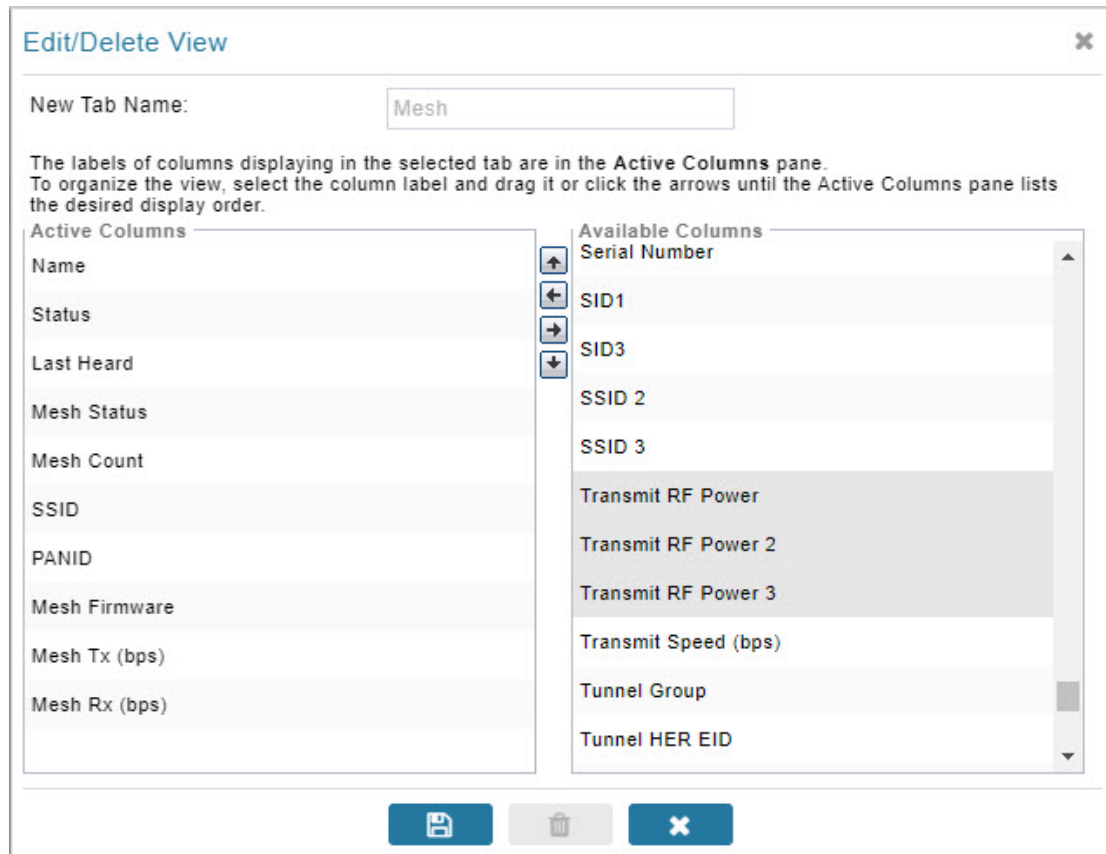 Edit/Delete View
New Tab Name:
Mesh
The labels of columns displaying in the selected tab are in the Active Columns pane.
To organize the view, select the column label and drag it or click the arrows until the Active Columns pane lists
the desired display order.
Active Columns
Name
Status
Last Heard
Mesh Status
Mesh Count
SSID
PANID
Mesh Firmware
Mesh Tx (bps)
Mesh Rx (bps)
Available Columns
Serial Number
SID1
SID3
SSID 2
SSID 3
Transmit RF Power
Transmit RF Power 2
Transmit RF Power 3
Transmit Speed (bps)
Tunnel Group
Tunnel HER EID